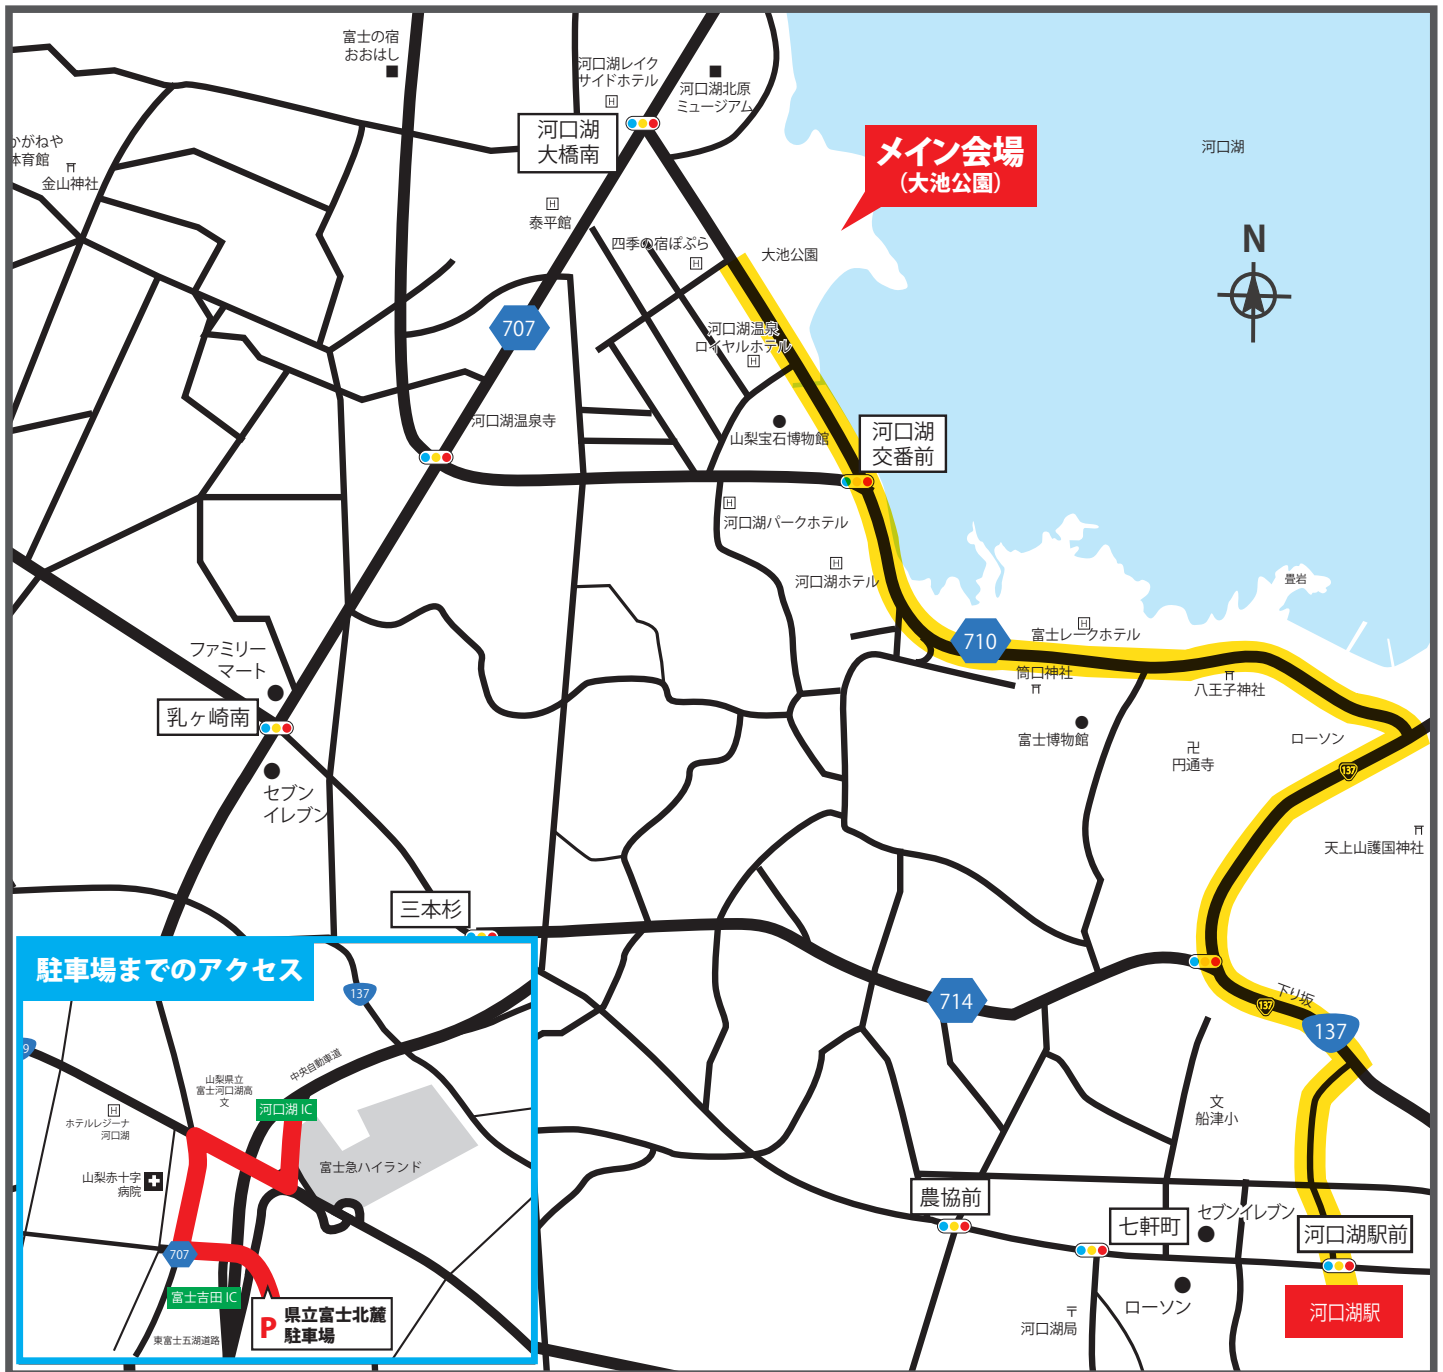 富士の宿
おおはし
河口湖レイク
サイドホテル
H
河口湖北原
ミュージアム
河口湖
大橋南
かがねや
体育館
金山神社
メイン会場
(大池公園)
河口湖
H
泰平館
N
四季の宿ぽぷら
H
大池公園
707
河口湖温泉
ロイヤルホテル
H
河口湖温泉寺
山梨宝石博物館
河口湖
交番前
H
河口湖パークホテル
H
河口湖ホテル
畳岩
H
富士レークホテル
710
筒口神社
八王子神社
ファミリー
マート
乳ヶ崎南
富士博物館
卍
円通寺
ローソン
137
セブン
イレブン
天上山護国神社
三本杉
714
下り坂
137
137
文
船津小
農協前
七軒町
セブンイレブン
河口湖駅前
ローソン
〒
河口湖局
河口湖駅
駐車場までのアクセス
137
中央自動車道
山梨県立
富士河口湖高
文
河口湖 IC
H
ホテルレジーナ
河口湖
富士急ハイランド
山梨赤十字
病院
707
富士吉田 IC
P
県立富士北麓
駐車場
東富士五湖道路